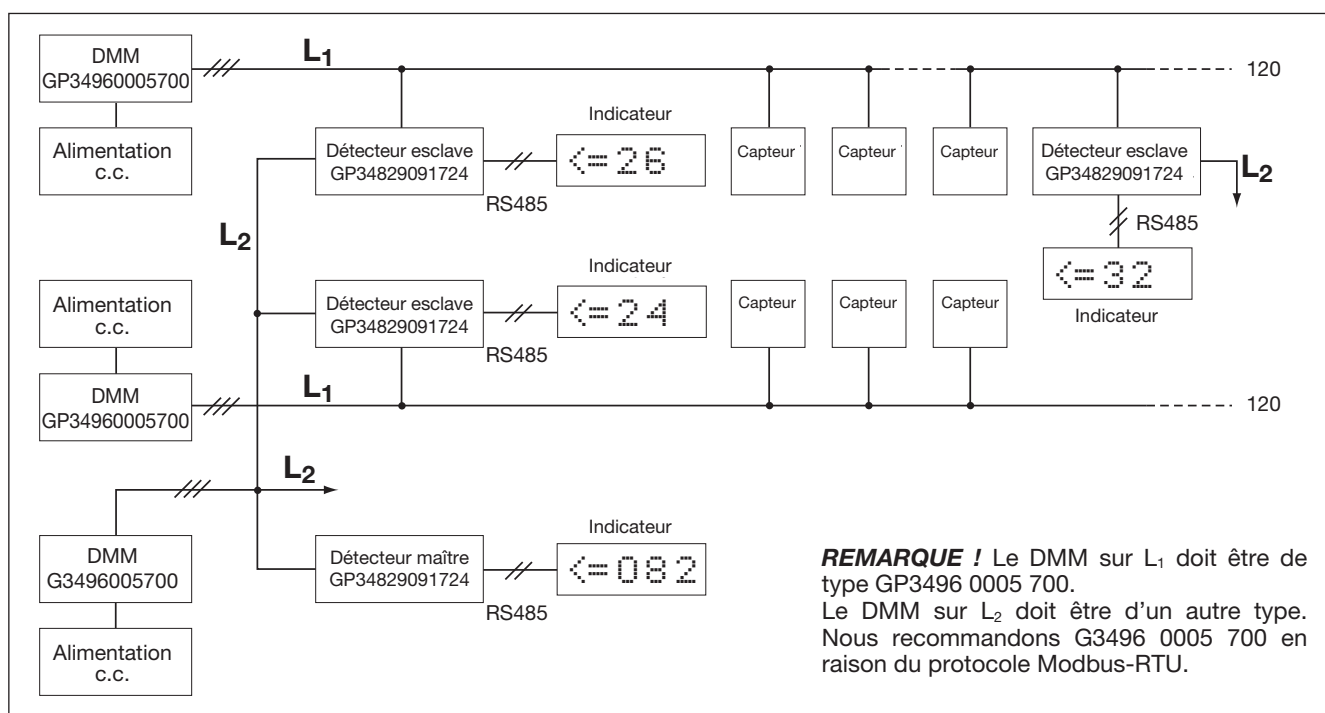 DMM
GP34960005700
L1
120
Alimentation
c.c.
Détecteur esclave
GP34829091724
RS485
Indicateur
<=26
Capteur
Capteur
Capteur
Détecteur esclave
GP34829091724
L2
RS485
<=32
Indicateur
L2
Alimentation
c.c.
Détecteur esclave
GP34829091724
RS485
Indicateur
<=24
Capteur
Capteur
Capteur
DMM
GP34960005700
L1
120
L2
DMM
G3496005700
Alimentation
c.c.
Détecteur maître
GP34829091724
RS485
Indicateur
<=082
REMARQUE ! Le DMM sur L1 doit être de
type GP3496 0005 700.
Le DMM sur L2 doit être d'un autre type.
Nous recommandons G3496 0005 700 en
raison du protocole Modbus-RTU.